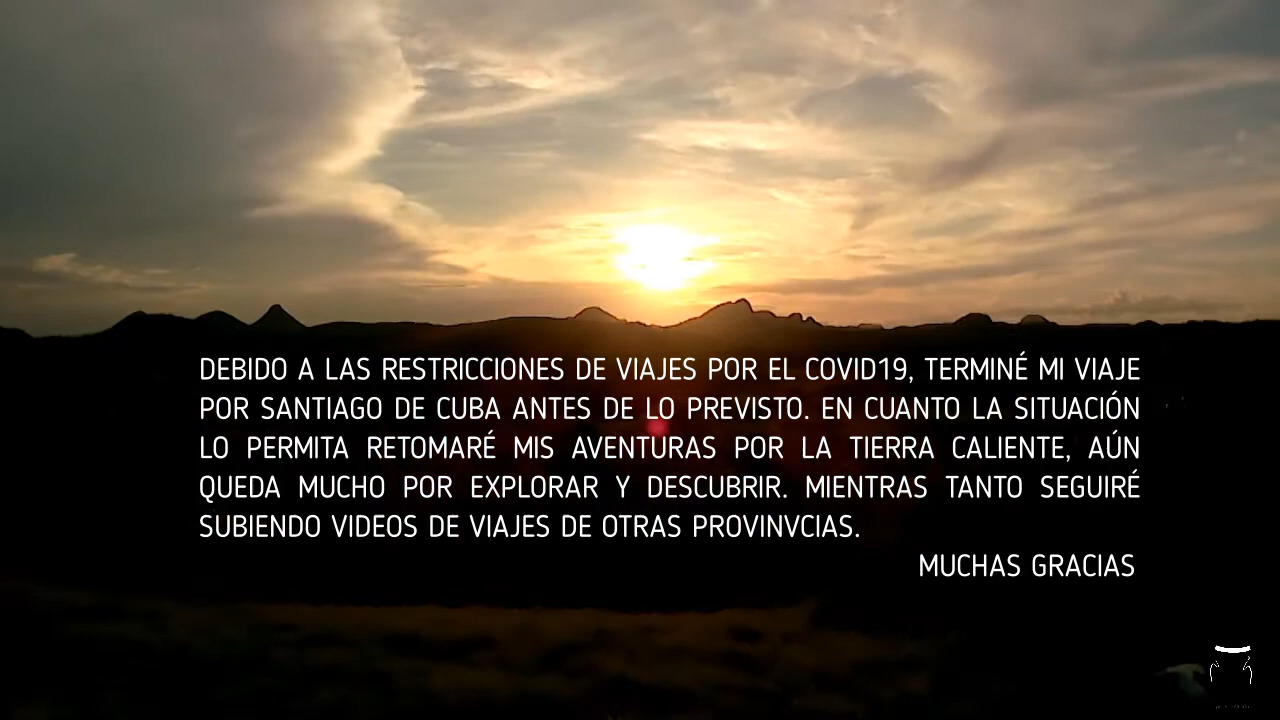 DEBIDO A LAS RESTRICCIONES DE VIAJES POR EL COVID19, TERMINÉ MI VIAJE
POR SANTIAGO DE CUBA ANTES DE LO PREVISTO. EN CUANTO LA SITUACIÓN
LO PERMITA RETOMARÉ MIS AVENTURAS POR LA TIERRA CALIENTE, AÚN
QUEDA MUCHO POR EXPLORAR Y DESCUBRIR. MIENTRAS TANTO SEGUIRÉ
SUBIENDO VIDEOS DE VIAJES DE OTRAS PROVINVCIAS.
MUCHAS GRACIAS